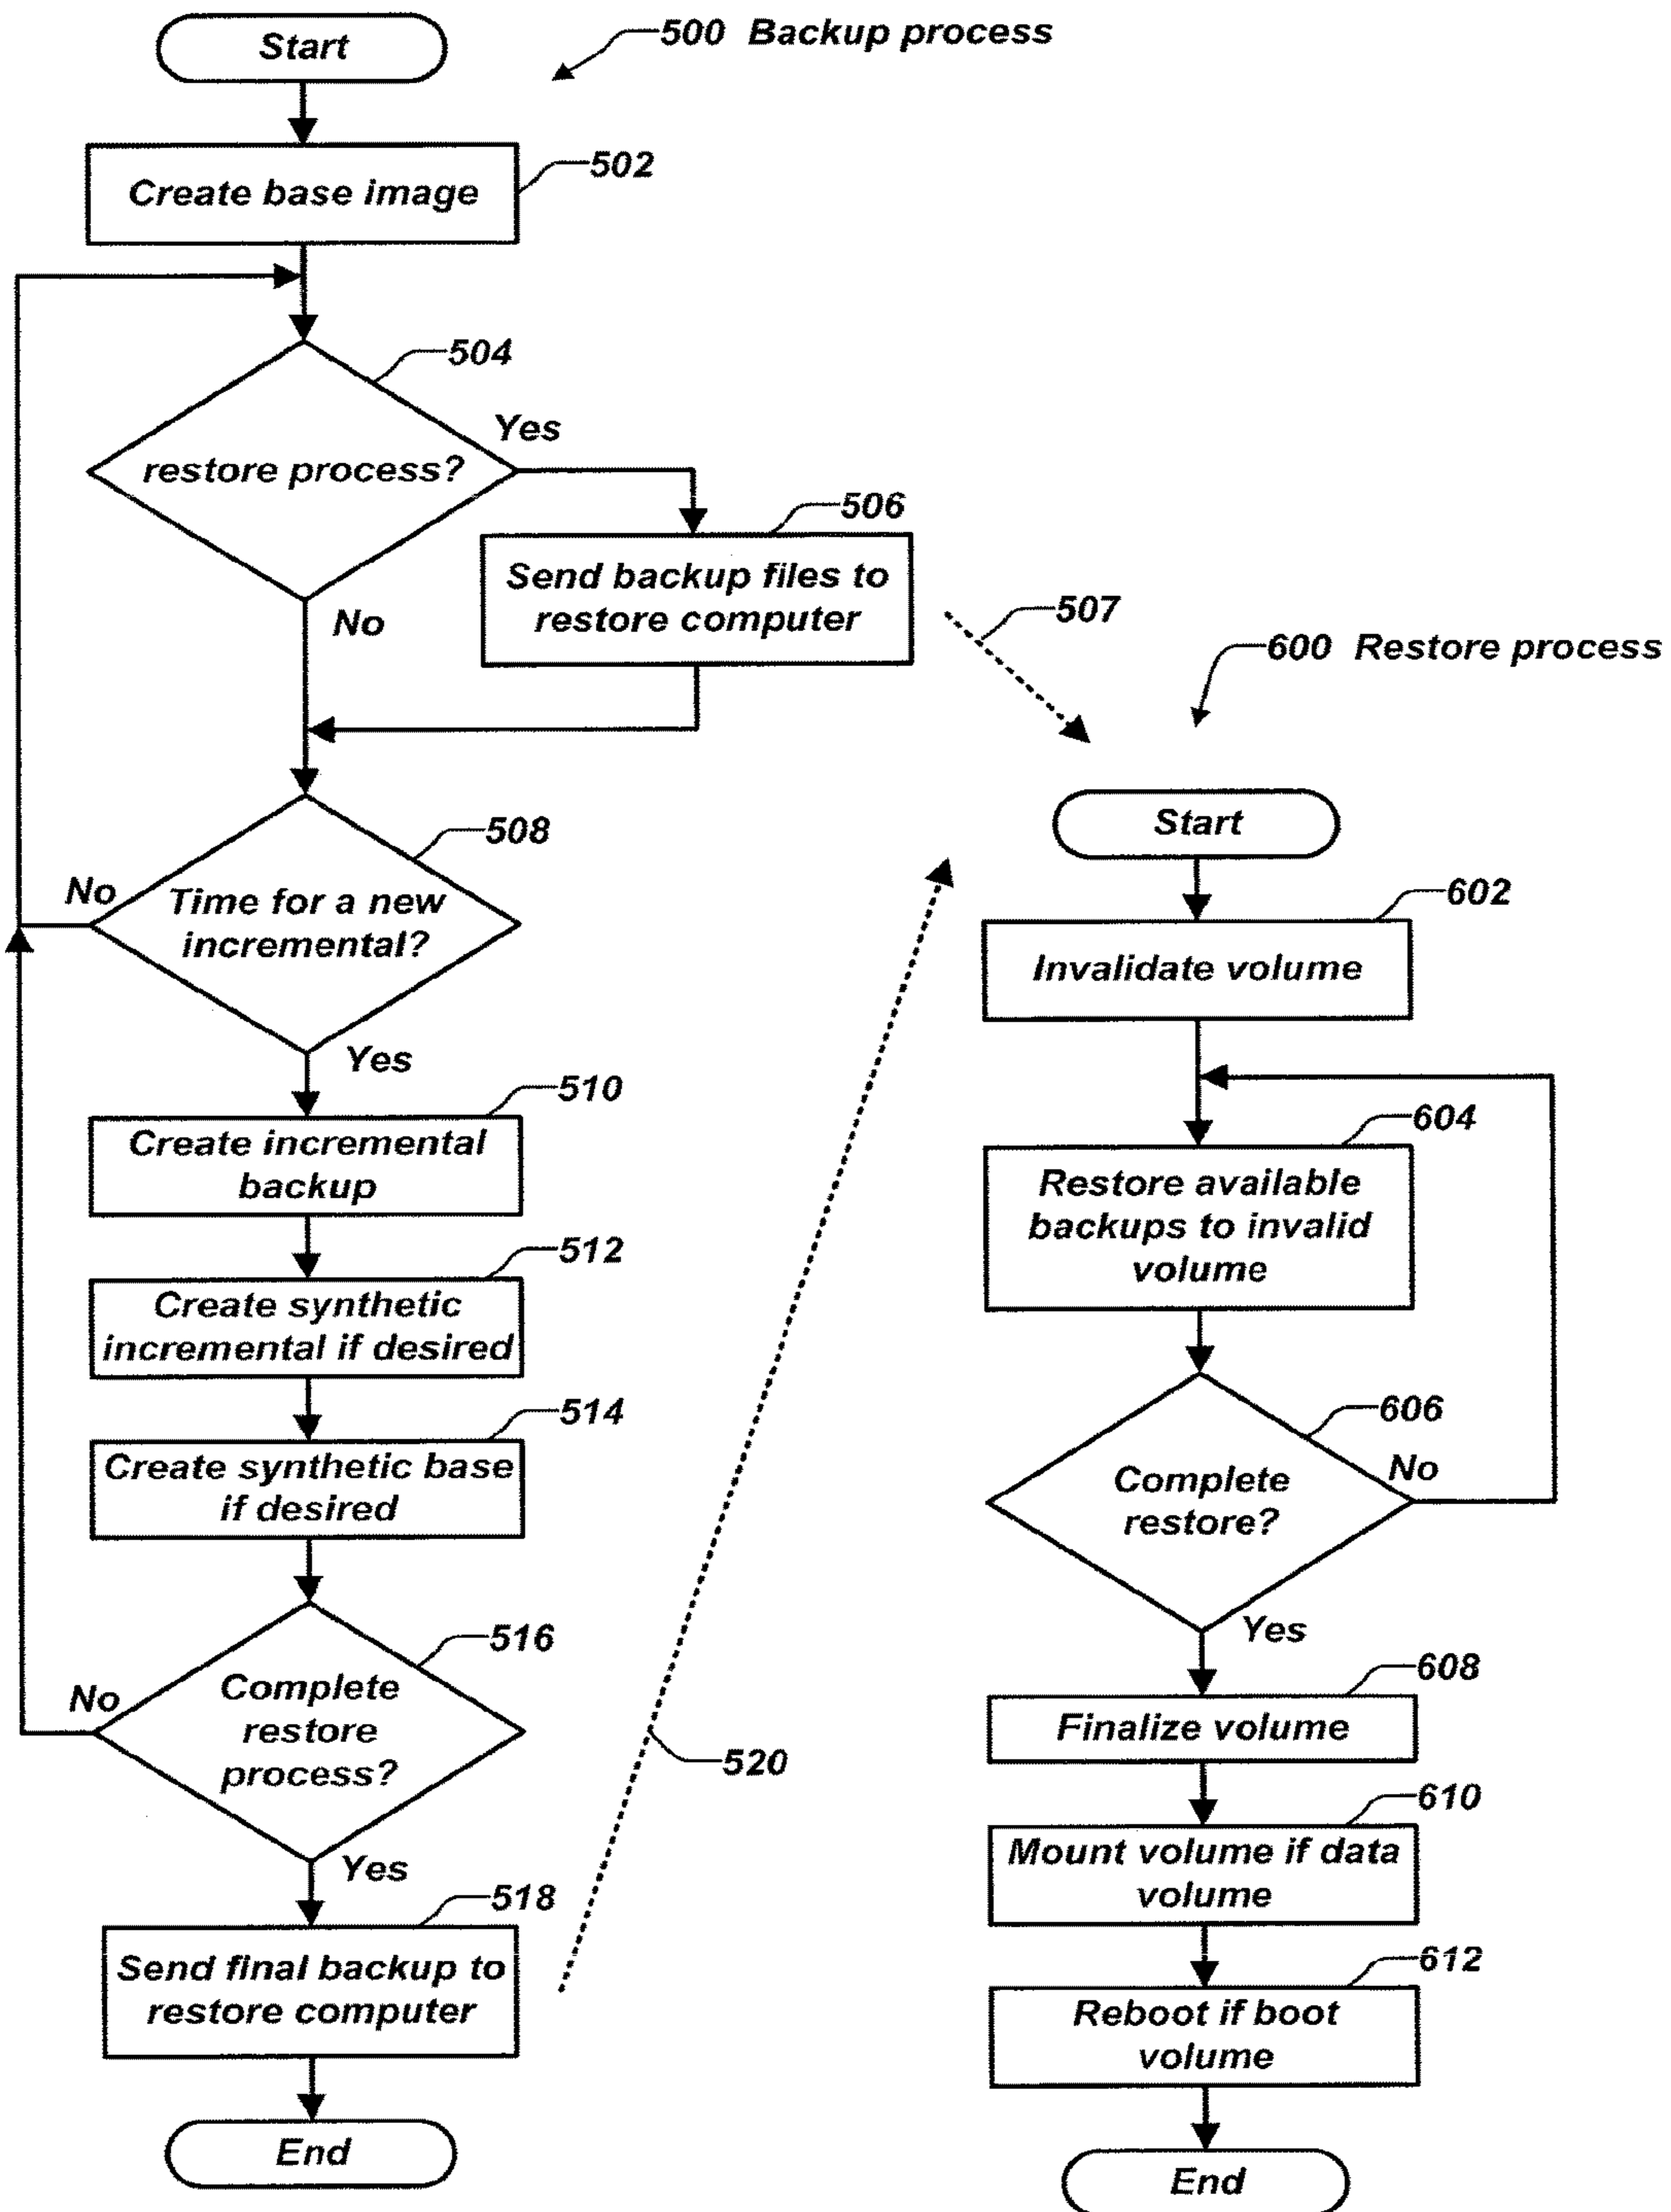 Start
500 Backup process
Create base image
502
504
restore process?
Yes
No
506
Send backup files to
restore computer
507
600 Restore process
508
Time for a new
incremental?
No
Yes
510
Create incremental
backup
512
Create synthetic
incremental if desired
514
Create synthetic base
if desired
516
Complete
restore
process?
No
Yes
518
Send final backup to
restore computer
520
End
Start
602
Invalidate volume
604
Restore available
backups to invalid
volume
606
Complete
restore?
No
Yes
608
Finalize volume
610
Mount volume if data
volume
612
Reboot if boot
volume
End